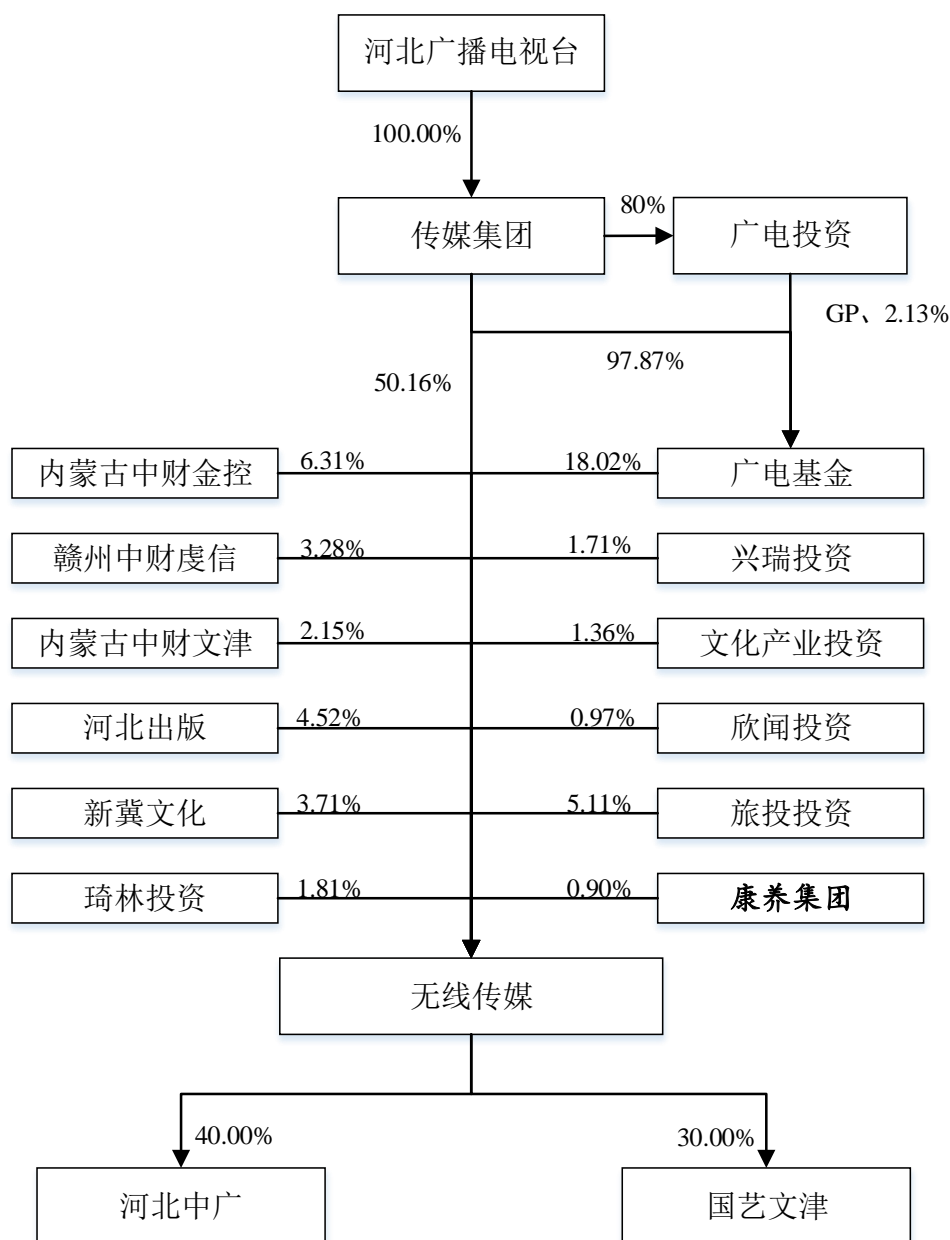 河北广播电视台
100.00%
传媒集团
80%
广电投资
GP、2.13%
97.87%
50.16%
内蒙古中财金控
6.31%
18.02%
广电基金
赣州中财虔信
3.28%
1.71%
兴瑞投资
内蒙古中财文津
2.15%
1.36%
文化产业投资
河北出版
4.52%
0.97%
欣闻投资
新冀文化
3.71%
5.11%
旅投投资
琦林投资
1.81%
0.90%
康养集团
无线传媒
40.00%
30.00%
河北中广
国艺文津